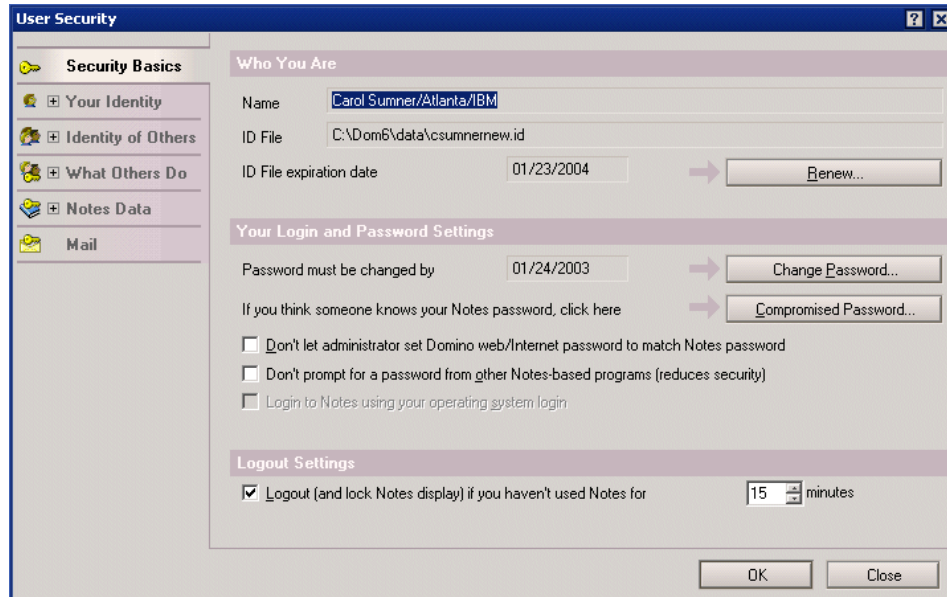 User Security
Security Basics
Your Identity
Identity of Others
What Others Do
Notes Data
Mail
Who You Are
Name Carol Sumner/Atlanta/IBM
ID File C:\Dom6\data\csumnernew.id
ID File expiration date 01/23/2004 Renew...
Your Login and Password Settings
Password must be changed by 01/24/2003 Change Password...
If you think someone knows your Notes password, click here Compromised Password...
Don't let administrator set Domino web/Internet password to match Notes password
Don't prompt for a password from other Notes-based programs (reduces security)
Login to Notes using your operating system login
Logout Settings
Logout (and lock Notes display) if you haven't used Notes for 15 minutes
OK Close